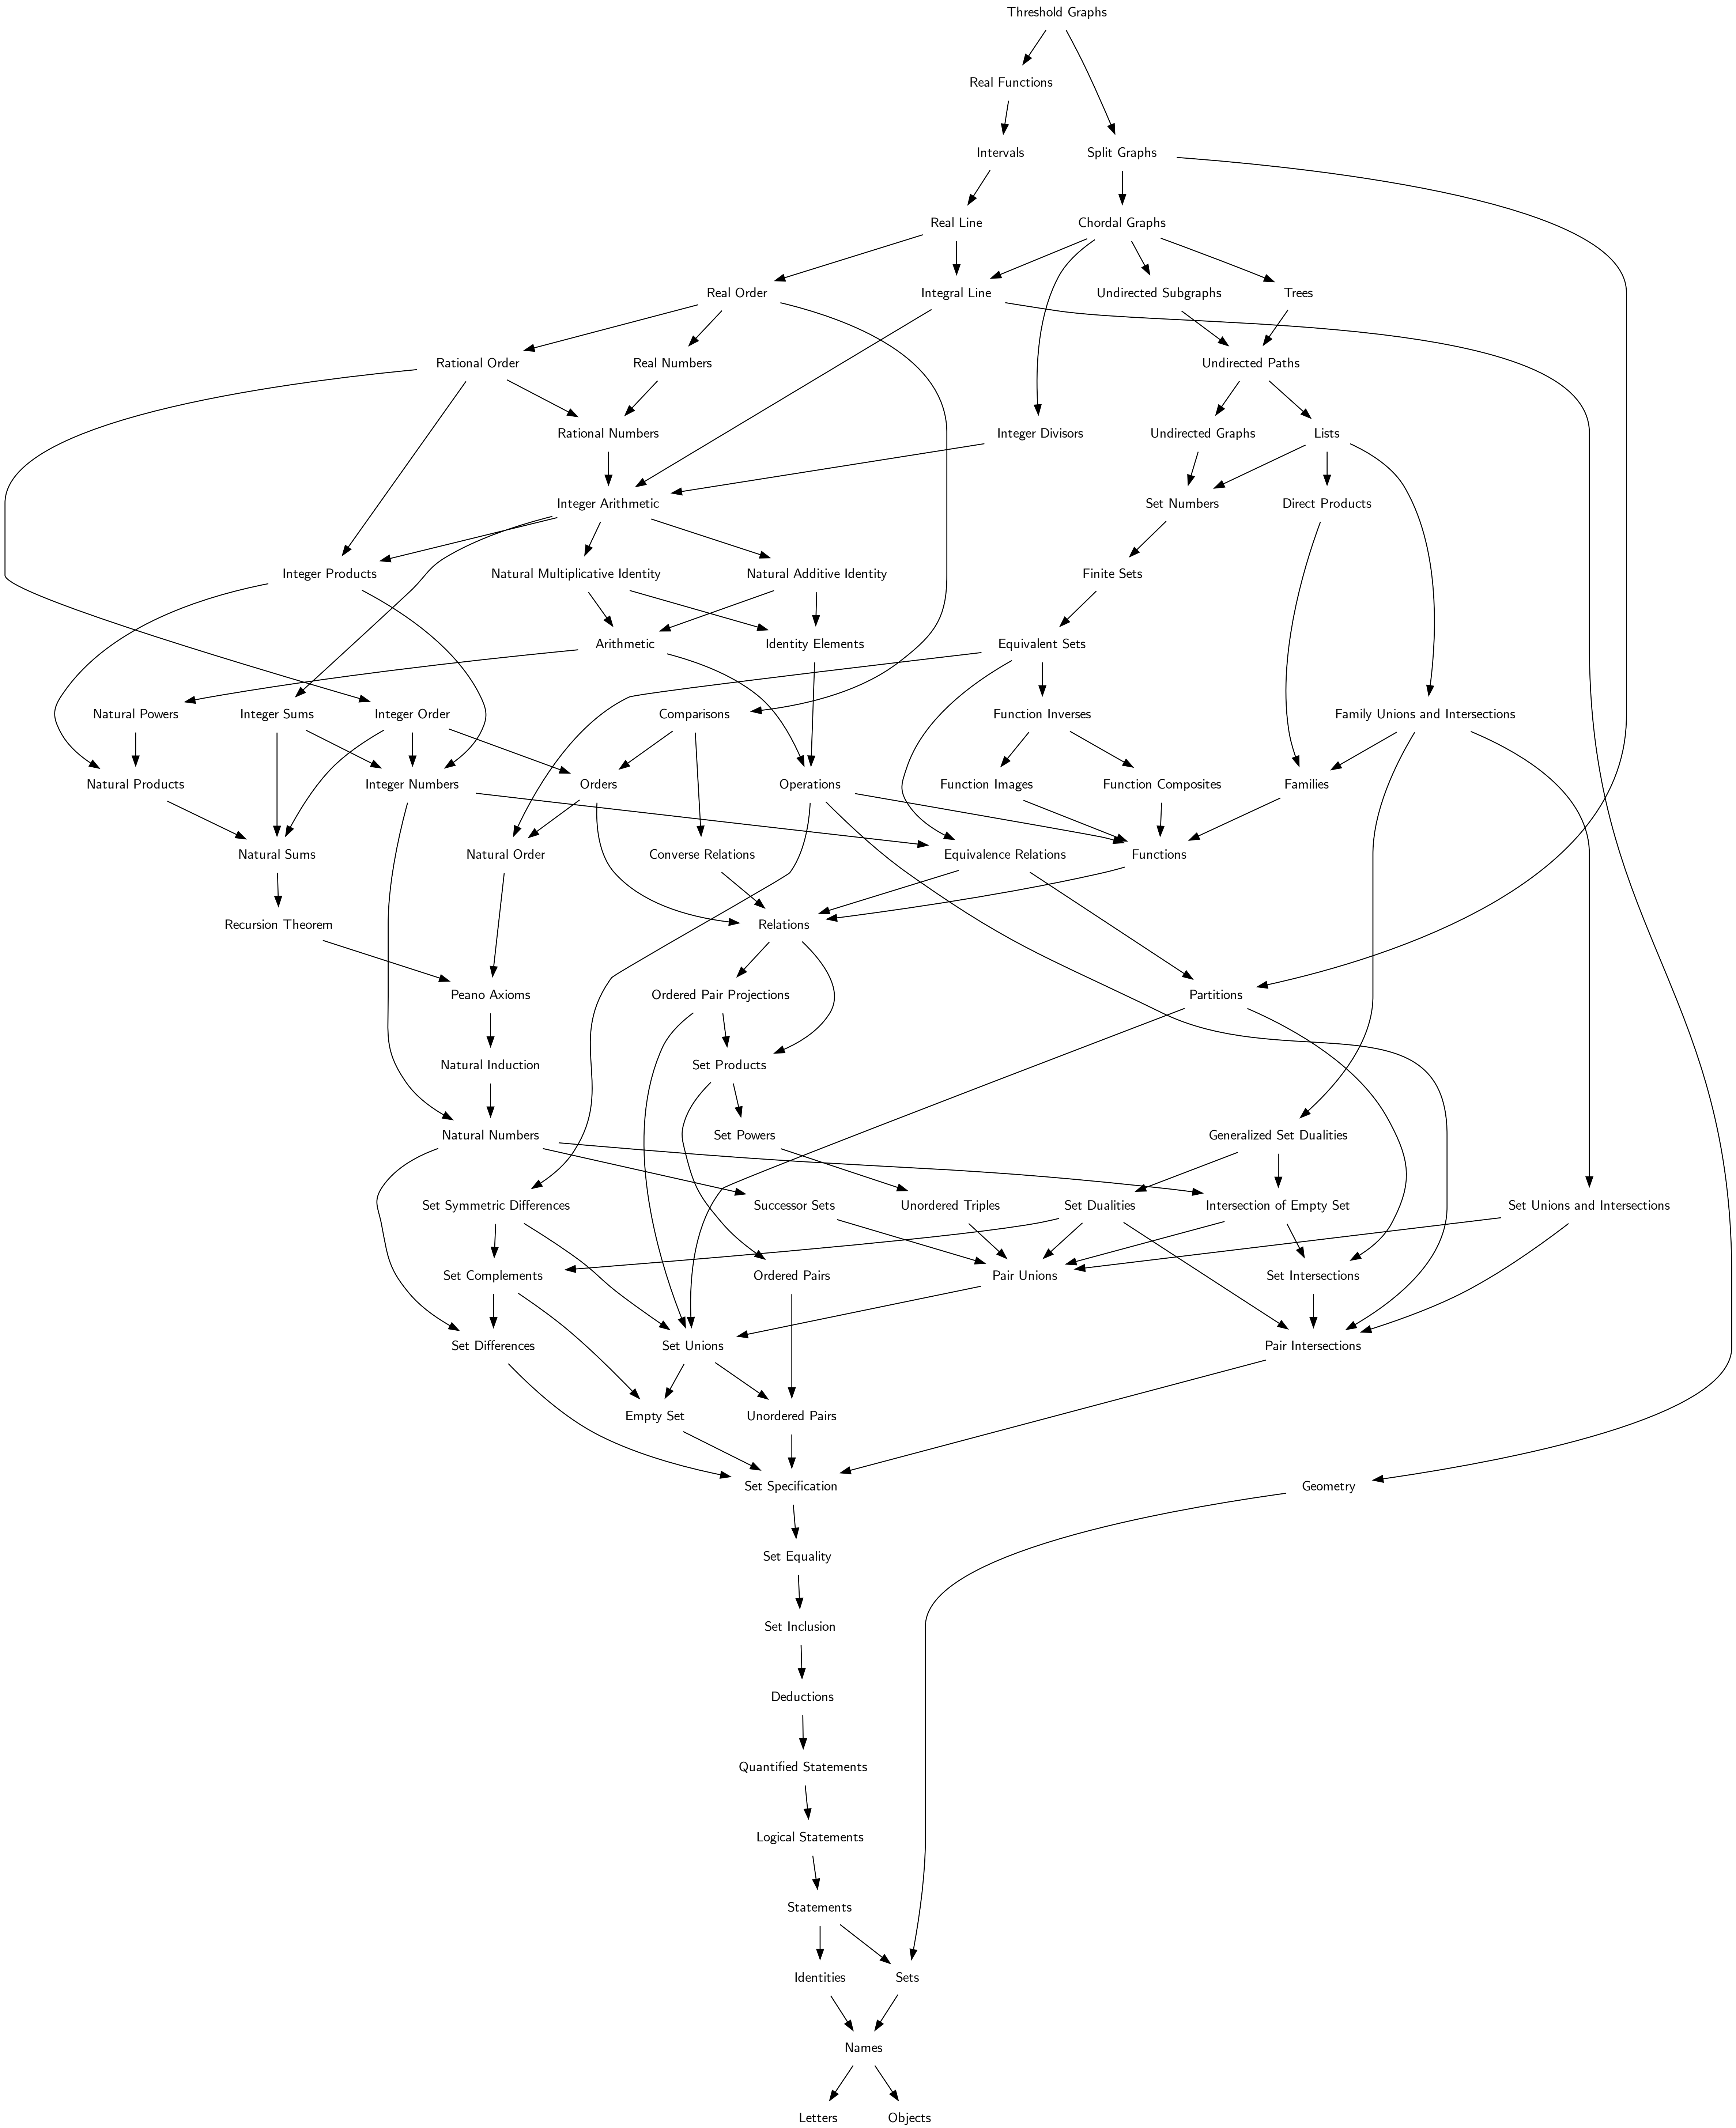 Threshold Graphs
Real Functions
Intervals
Split Graphs
Real Line
Chordal Graphs
Real Order
Integral Line
Undirected Subgraphs
Trees
Rational Order
Real Numbers
Undirected Paths
Rational Numbers
Integer Divisors
Undirected Graphs
Lists
Integer Arithmetic
Set Numbers
Direct Products
Integer Products
Natural Multiplicative Identity
Natural Additive Identity
Finite Sets
Arithmetic
Identity Elements
Equivalent Sets
Natural Powers
Integer Sums
Integer Order
Comparisons
Function Inverses
Family Unions and Intersections
Natural Products
Integer Numbers
Orders
Operations
Function Images
Function Composites
Families
Natural Sums
Natural Order
Converse Relations
Equivalence Relations
Functions
Recursion Theorem
Relations
Peano Axioms
Ordered Pair Projections
Partitions
Natural Induction
Set Products
Natural Numbers
Set Powers
Generalized Set Dualities
Set Symmetric Differences
Successor Sets
Unordered Triples
Set Dualities
Intersection of Empty Set
Set Unions and Intersections
Set Complements
Ordered Pairs
Pair Unions
Set Intersections
Set Differences
Set Unions
Pair Intersections
Empty Set
Unordered Pairs
Set Specification
Geometry
Set Equality
Set Inclusion
Deductions
Quantified Statements
Logical Statements
Statements
Identities
Sets
Names
Letters
Objects